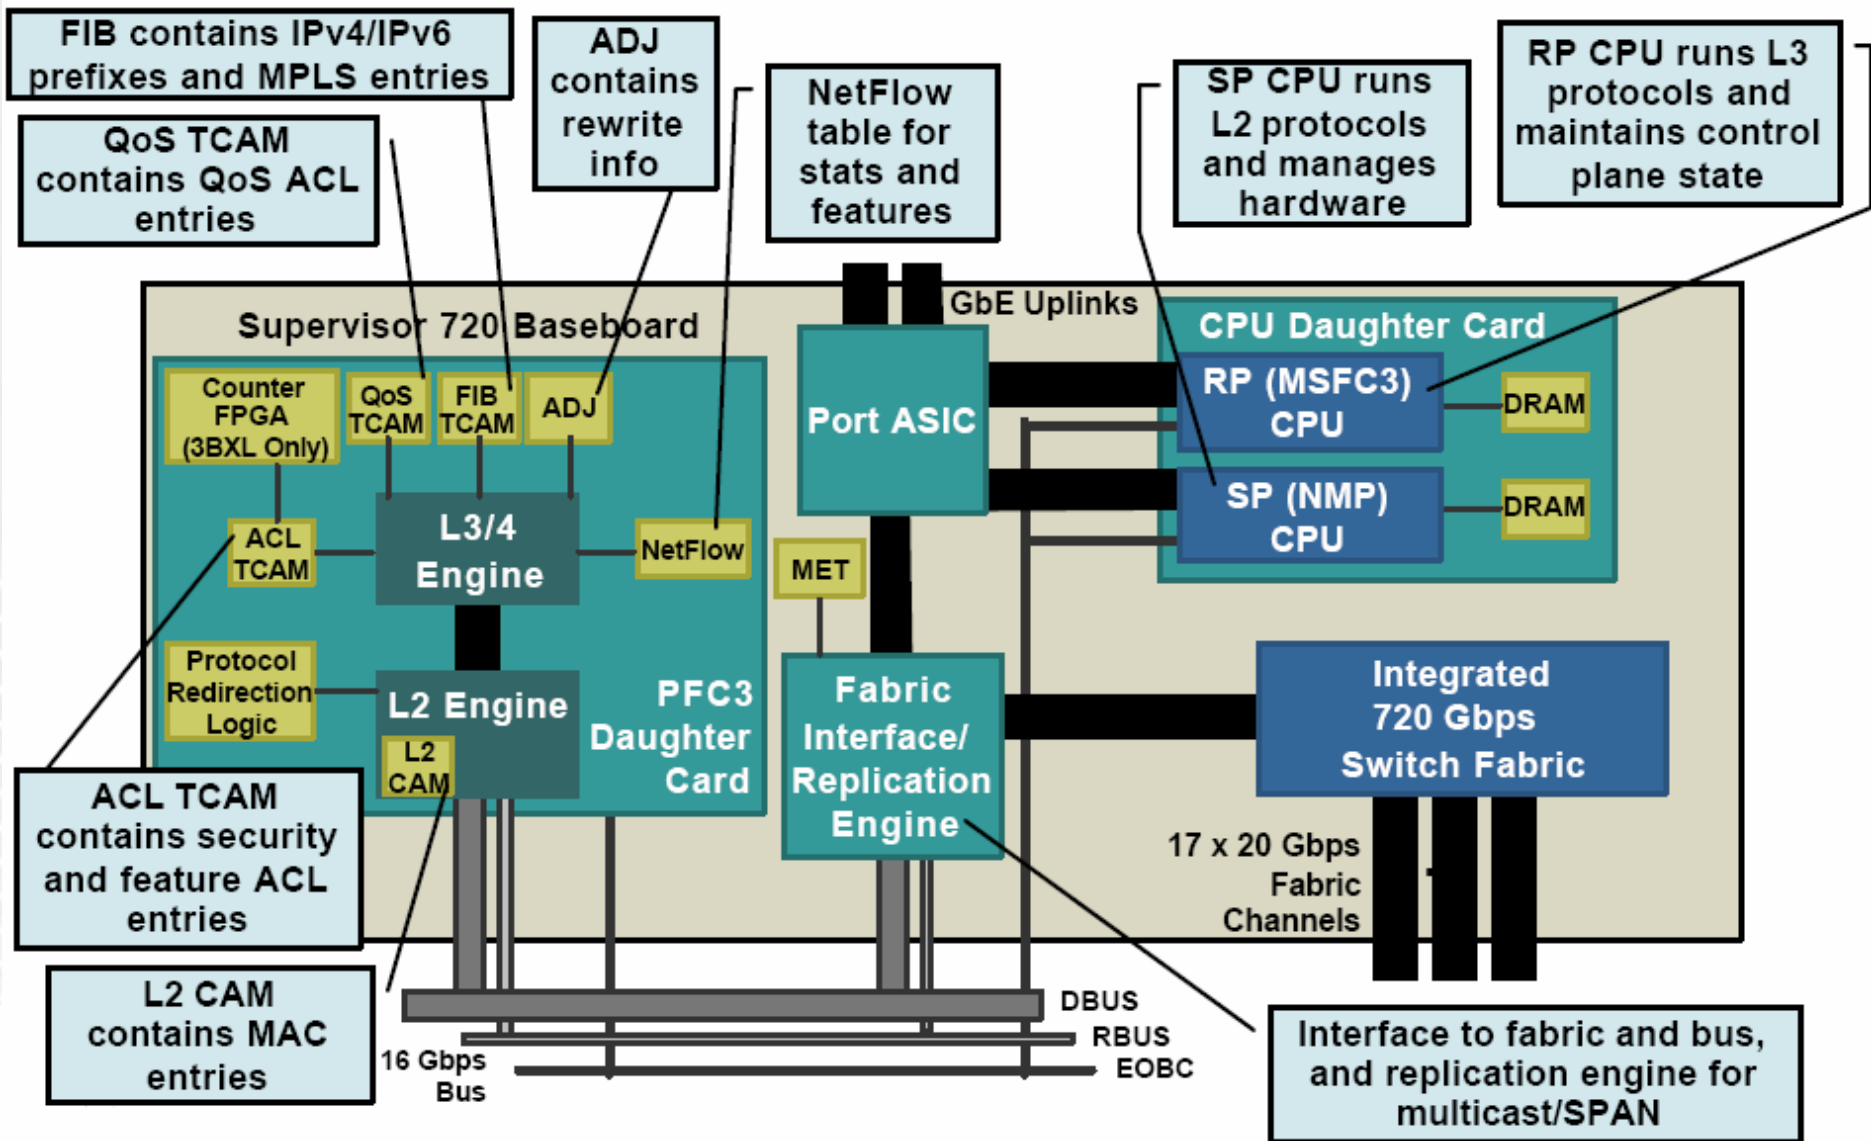 FIB contains IPv4/IPv6
prefixes and MPLS entries
QoS TCAM
contains QoS ACL
entries
ADJ
contains
rewrite
info
NetFlow
table for
stats and
features
SP CPU runs
L2 protocols
and manages
hardware
RP CPU runs L3
protocols and
maintains control
plane state
Supervisor 720 Baseboard
GbE Uplinks
CPU Daughter Card
Counter
FPGA
(3BXL Only)
QoS
TCAM
FIB
TCAM
ADJ
Port ASIC
RP (MSFC3)
CPU
DRAM
SP (NMP)
CPU
DRAM
ACL
TCAM
L3/4
Engine
NetFlow
MET
Protocol
Redirection
Logic
L2 Engine
L2
CAM
PFC3
Daughter
Card
Fabric
Interface/
Replication
Engine
Integrated
720 Gbps
Switch Fabric
17 x 20 Gbps
Fabric
Channels
ACL TCAM
contains security
and feature ACL
entries
L2 CAM
contains MAC
entries
16 Gbps
Bus
DBUS
RBUS
EOBC
Interface to fabric and bus,
and replication engine for
multicast/SPAN